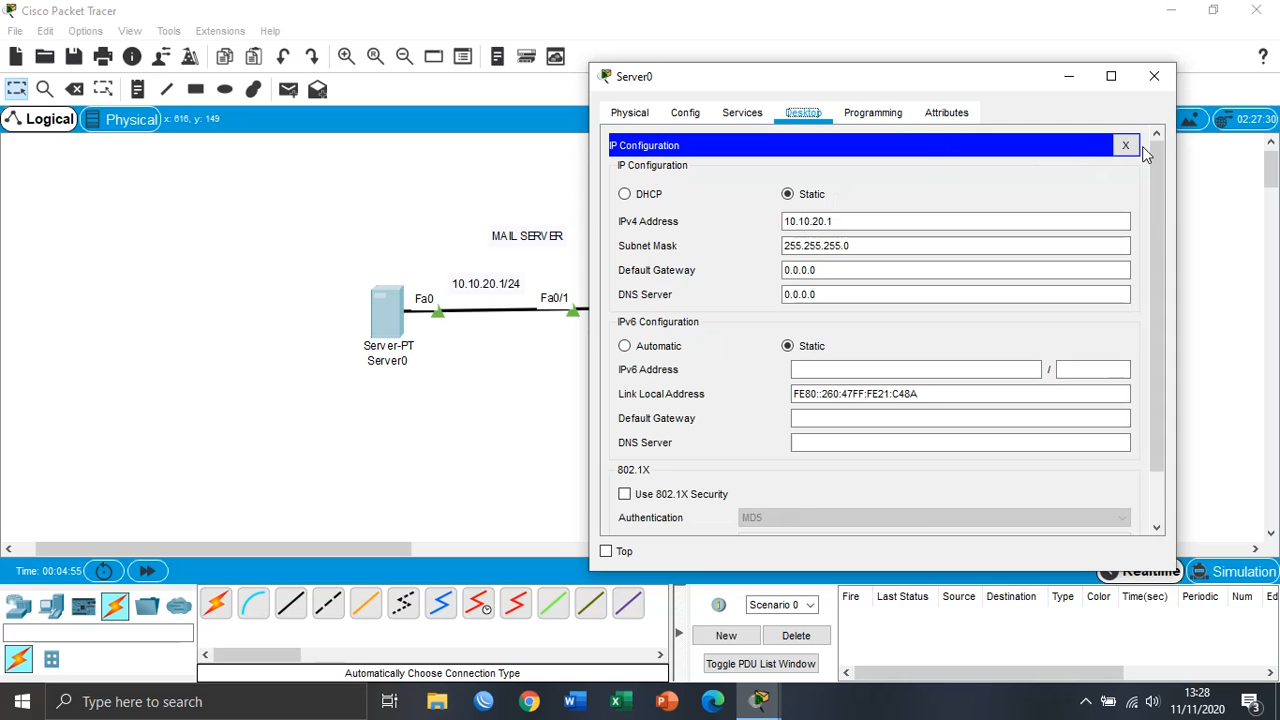 Cisco Packet Tracer
File Edit Options View Tools Extensions Help
Server0
Physical Config Services Desktop Programming Attributes
Logical Physical x: 616, y: 149
02:27:30
IP Configuration X
IP Configuration
DHCP Static
IPv4 Address 10.10.20.1
Subnet Mask 255.255.255.0
Default Gateway 0.0.0.0
DNS Server 0.0.0.0
IPv6 Configuration
Automatic Static
IPv6 Address /
Link Local Address FE80::260:47FF:FE21:C48A
Default Gateway
DNS Server
802.1X
Use 802.1X Security
Authentication MD5
Top
MAIL SERVER
10.10.20.1/24
Fa0 Fa0/1
Server-PT
Server0
Time: 00:04:55
Realtime Simulation
Scenario 0
New Delete
Toggle PDU List Window
Fire Last Status Source Destination Type Color Time(sec) Periodic Num Ed
Automatically Choose Connection Type
Type here to search
13:28
11/11/2020
3